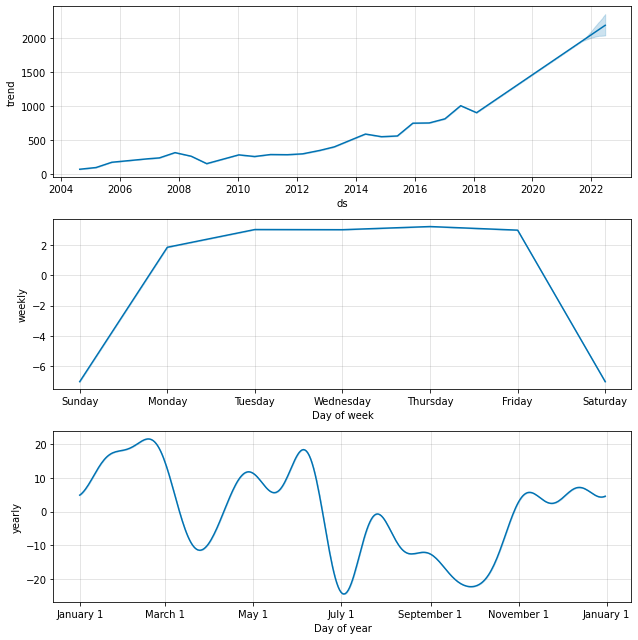 trend
2000
1500
1000
500
0
2004 2006 2008 2010 2012 2014 2016 2018 2020 2022
ds
weekly
2
0
−2
−4
−6
Sunday Monday Tuesday Wednesday Thursday Friday Saturday
Day of week
yearly
20
10
0
−10
−20
January 1 March 1 May 1 July 1 September 1 November 1 January 1
Day of year